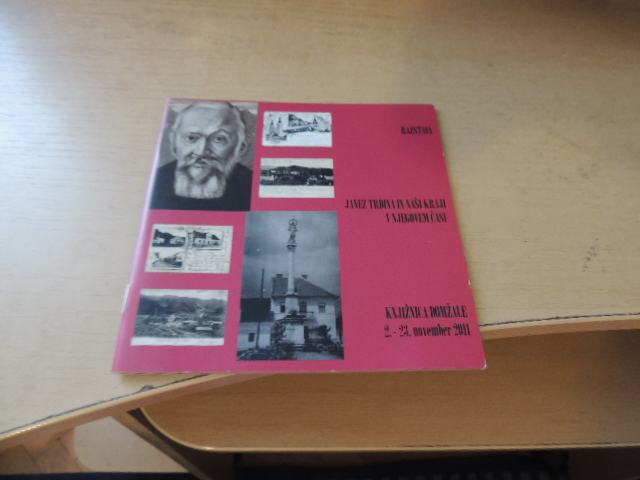 RAZSTAVA
JANEZ TRDINA IN NAŠI KRAJI
V NJEGOVEM ČASU
KNJIŽNICA DOMŽALE
2. - 23. november 2011